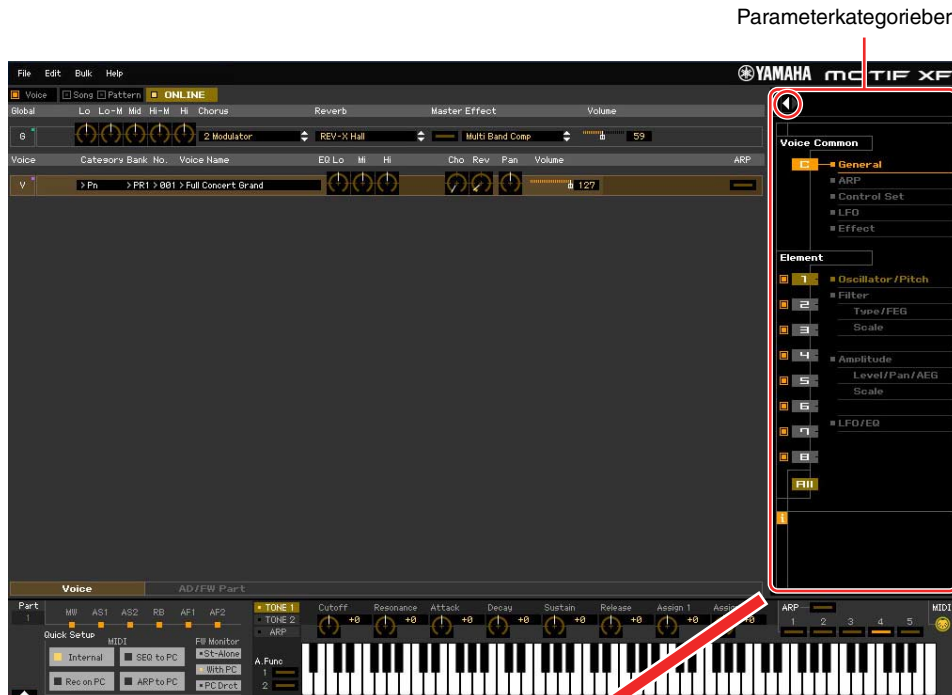 Parameterkategorieber
File Edit Bulk Help
YAMAHA MOTIF XF
Voice Song Pattern ONLINE
Global Lo Lo-M Mid Hi-M Hi Chorus Reverb Master Effect Volume
G 2 Modulator REV-X Hall Multi Band Comp 59
Voice Category Bank No. Voice Name EQ Lo Mi Hi Cho Rev Pan Volume ARP
V > Pn > PR1 > 001 > Full Concert Grand 127
Voice Common
C General
ARP
Control Set
LFO
Effect
Element
1 Oscillator/Pitch
Filter
2 Type/FEG
3 Scale
4 Amplitude
5 Level/Pan/AEG
Scale
6
7 LFO/EQ
8
All
i
Voice AD/FW Part
Part MW AS1 AS2 RB AF1 AF2 TONE 1 Cutoff Resonance Attack Decay Sustain Release Assign 1 ARP MIDI
1 TONE 2 +0 +0 +0 +0 +0 +0 +0 +0 1 2 3 4 5
ARP
Quick Setup MIDI FW Monitor
Internal SEQ to PC St-Alone
With PC
Rec on PC ARP to PC PC Drct
A.Func
1
2